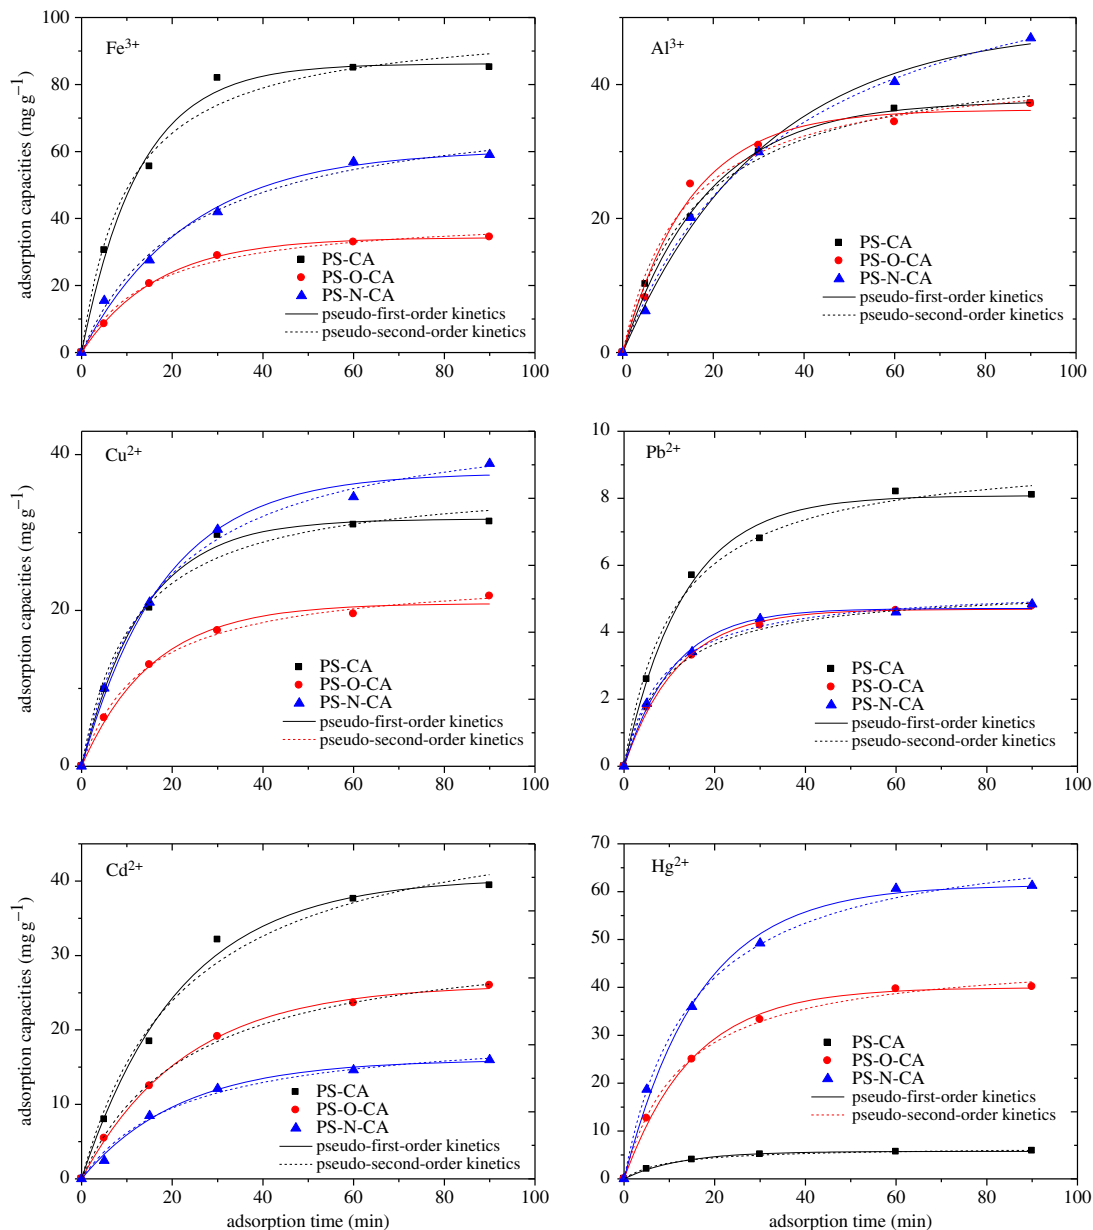 100
80
60
40
20
0
adsorption capacities (mg g⁻¹)
Fe³⁺
PS-CA
PS-O-CA
PS-N-CA
pseudo-first-order kinetics
pseudo-second-order kinetics
0 20 40 60 80 100
40
20
0
Al³⁺
PS-CA
PS-O-CA
PS-N-CA
pseudo-first-order kinetics
pseudo-second-order kinetics
0 20 40 60 80 100
40
20
0
adsorption capacities (mg g⁻¹)
Cu²⁺
PS-CA
PS-O-CA
PS-N-CA
pseudo-first-order kinetics
pseudo-second-order kinetics
0 20 40 60 80 100
10
8
6
4
2
0
Pb²⁺
PS-CA
PS-O-CA
PS-N-CA
pseudo-first-order kinetics
pseudo-second-order kinetics
0 20 40 60 80 100
40
30
20
10
0
adsorption capacities (mg g⁻¹)
Cd²⁺
PS-CA
PS-O-CA
PS-N-CA
pseudo-first-order kinetics
pseudo-second-order kinetics
0 20 40 60 80 100
adsorption time (min)
70
60
50
40
30
20
10
0
Hg²⁺
PS-CA
PS-O-CA
PS-N-CA
pseudo-first-order kinetics
pseudo-second-order kinetics
0 20 40 60 80 100
adsorption time (min)